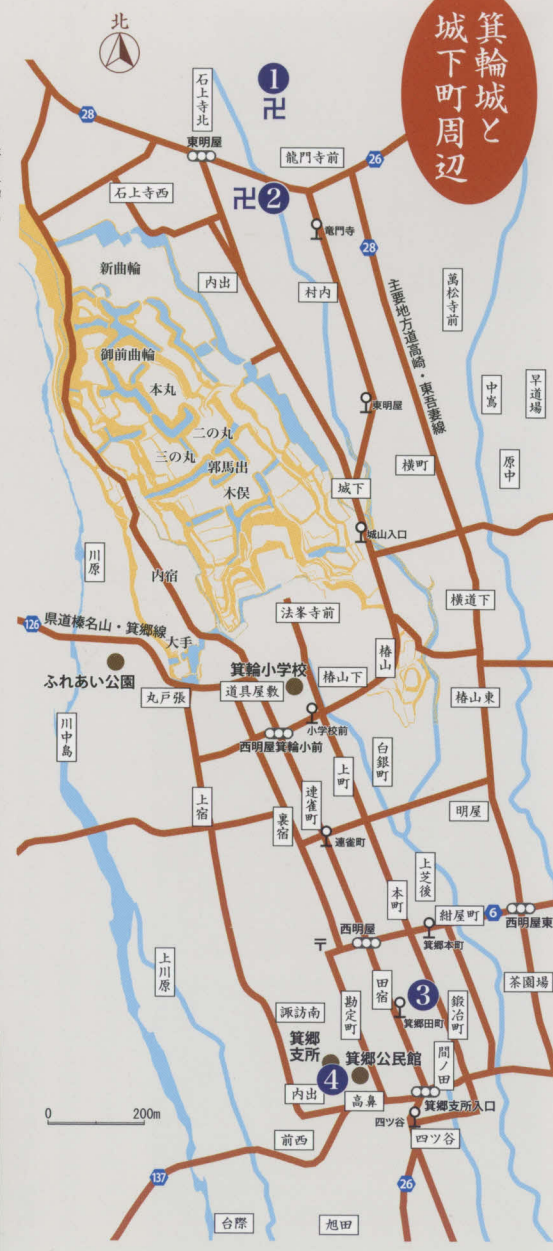 箕輪城と
城下町周辺
北
1
卍
石上寺北
28
東明屋
龍門寺前
26
石上寺西
卍2
竜門寺
28
新曲輪
内出
村内
主要地方道高崎・東吾妻線
萬松寺前
御前曲輪
本丸
早道場
中嶌
東明屋
二の丸
三の丸
郭馬出
木俣
横町
原中
城下
城山入口
川原
内宿
法峯寺前
横道下
126
県道榛名山・箕郷線
大手
椿山
ふれあい公園
箕輪小学校
椿山下
丸戸張
道具屋敷
椿山東
小学校前
川中島
西明屋箕輪小前
上町
白銀町
上宿
裏宿
連雀町
明屋
連雀町
上芝後
本町
紺屋町
6
西明屋
箕郷本町
西明屋東
〒
上川原
田宿
3
茶園場
諏訪南
勘定町
箕郷田町
鍛冶町
箕郷
支所
箕郷公民館
間ノ田
4
内出
高鼻
箕郷支所入口
0
200m
四ツ谷
前西
四ツ谷
137
26
台際
旭田